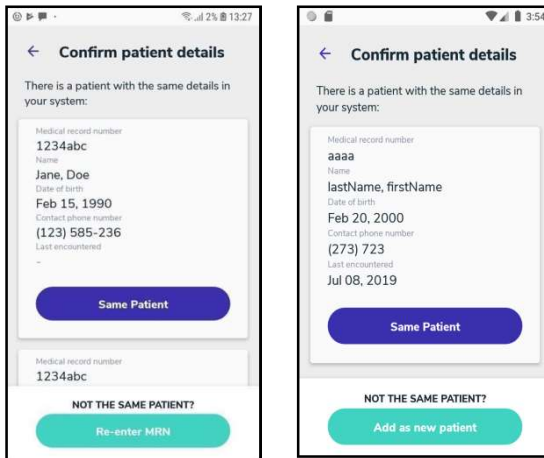 2% 13:27
← Confirm patient details
There is a patient with the same details in
your system:
Medical record number
1234abc
Name
Jane, Doe
Date of birth
Feb 15, 1990
Contact phone number
(123) 585-236
Last encountered
-
Same Patient
Medical record number
1234abc
NOT THE SAME PATIENT?
Re-enter MRN
3:54
← Confirm patient details
There is a patient with the same details in
your system:
Medical record number
aaaa
Name
lastName, firstName
Date of birth
Feb 20, 2000
Contact phone number
(273) 723
Last encountered
Jul 08, 2019
Same Patient
NOT THE SAME PATIENT?
Add as new patient